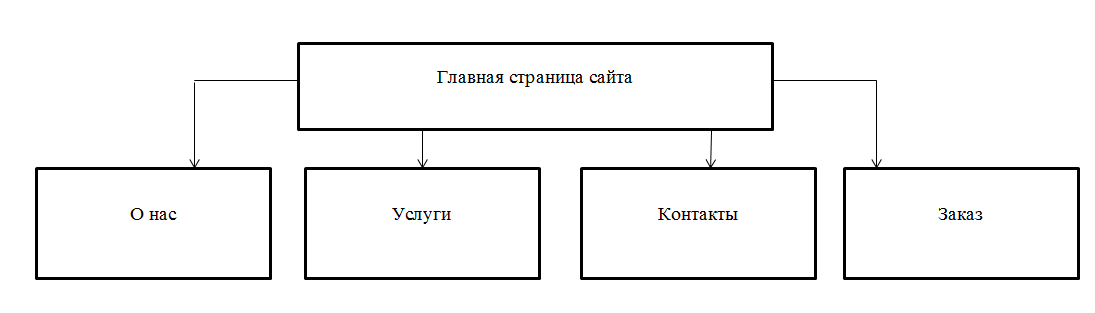 Главная страница сайта
О нас
Услуги
Контакты
Заказ